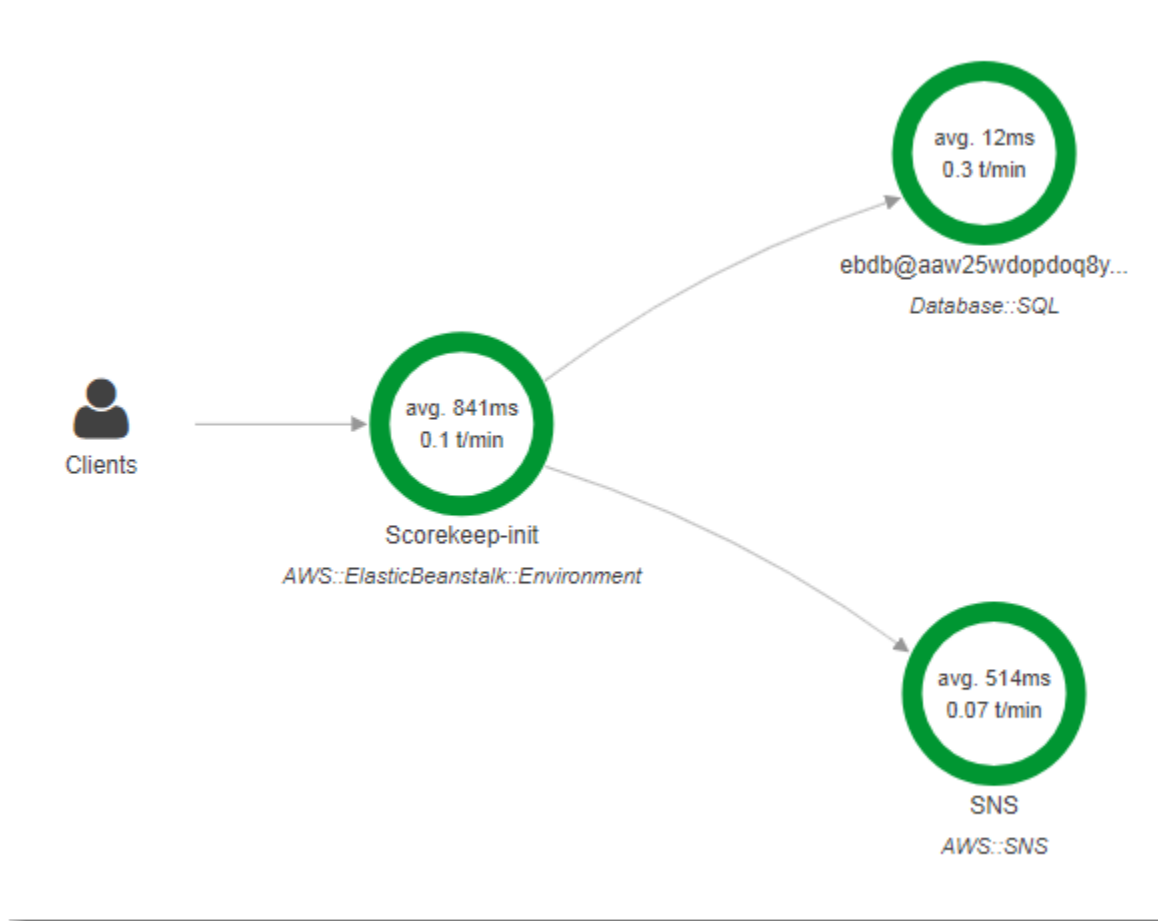 avg. 12ms
0.3 t/min
ebdb@aaw25wdopdoq8y...
Database::SQL
avg. 841ms
0.1 t/min
Clients
Scorekeep-init
AWS::ElasticBeanstalk::Environment
avg. 514ms
0.07 t/min
SNS
AWS::SNS